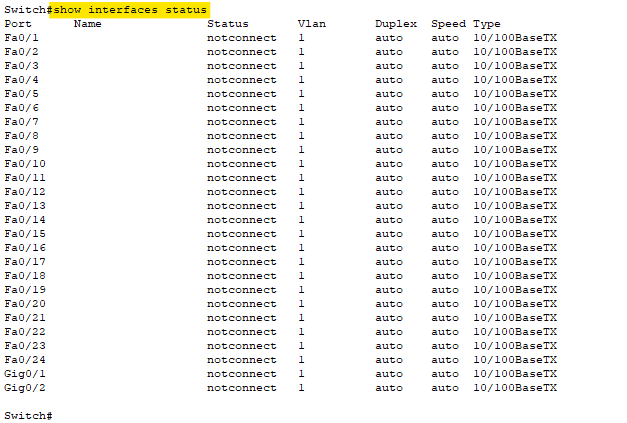 Switch#show interfaces status
Port Name Status Vlan Duplex Speed Type
Fa0/1 notconnect 1 auto auto 10/100BaseTX
Fa0/2 notconnect 1 auto auto 10/100BaseTX
Fa0/3 notconnect 1 auto auto 10/100BaseTX
Fa0/4 notconnect 1 auto auto 10/100BaseTX
Fa0/5 notconnect 1 auto auto 10/100BaseTX
Fa0/6 notconnect 1 auto auto 10/100BaseTX
Fa0/7 notconnect 1 auto auto 10/100BaseTX
Fa0/8 notconnect 1 auto auto 10/100BaseTX
Fa0/9 notconnect 1 auto auto 10/100BaseTX
Fa0/10 notconnect 1 auto auto 10/100BaseTX
Fa0/11 notconnect 1 auto auto 10/100BaseTX
Fa0/12 notconnect 1 auto auto 10/100BaseTX
Fa0/13 notconnect 1 auto auto 10/100BaseTX
Fa0/14 notconnect 1 auto auto 10/100BaseTX
Fa0/15 notconnect 1 auto auto 10/100BaseTX
Fa0/16 notconnect 1 auto auto 10/100BaseTX
Fa0/17 notconnect 1 auto auto 10/100BaseTX
Fa0/18 notconnect 1 auto auto 10/100BaseTX
Fa0/19 notconnect 1 auto auto 10/100BaseTX
Fa0/20 notconnect 1 auto auto 10/100BaseTX
Fa0/21 notconnect 1 auto auto 10/100BaseTX
Fa0/22 notconnect 1 auto auto 10/100BaseTX
Fa0/23 notconnect 1 auto auto 10/100BaseTX
Fa0/24 notconnect 1 auto auto 10/100BaseTX
Gig0/1 notconnect 1 auto auto 10/100BaseTX
Gig0/2 notconnect 1 auto auto 10/100BaseTX
Switch#